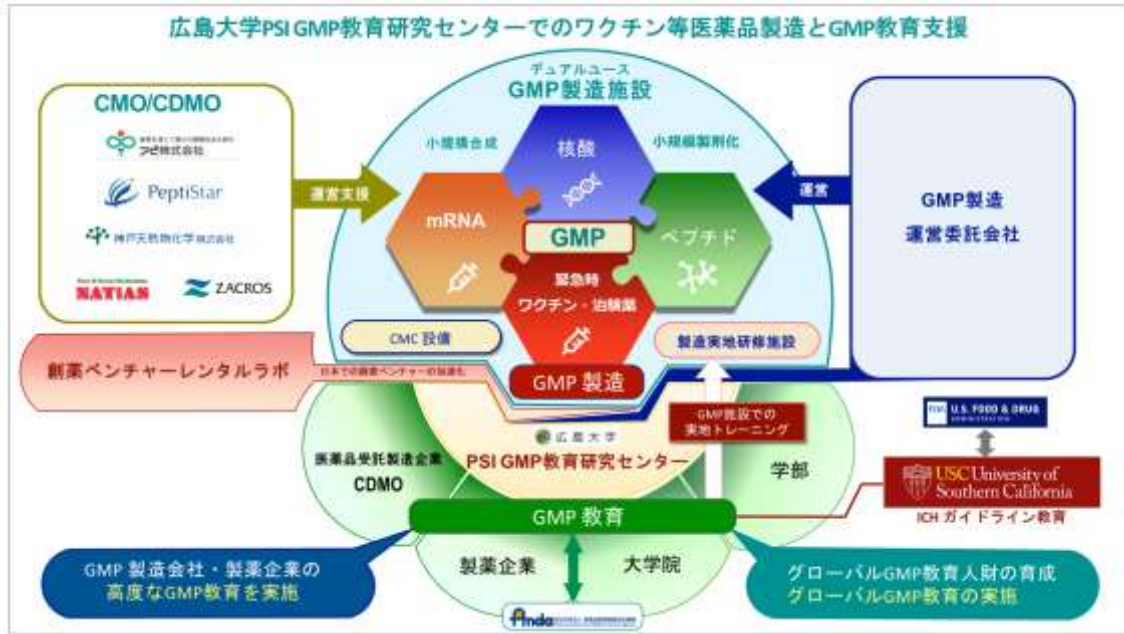 広島大学PSI GMP教育研究センターでのワクチン等医薬品製造とGMP教育支援
デュアルユース
GMP製造施設
CMO/CDMO
アピ株式会社
PeptiStar
神戸天然物化学株式会社
NATIAS
ZACROS
運営支援
小規模合成
小規模製剤化
核酸
mRNA
GMP
ペプチド
緊急時
ワクチン・治験薬
運営
GMP製造
運営委託会社
CMC 設備
製造実地研修施設
創薬ベンチャーレンタルラボ
日本での創薬ベンチャーの加速化
GMP 製造
GMP施設での
実地トレーニング
広島大学
PSI GMP教育研究センター
医薬品受託製造企業
CDMO
学部
FDA U.S. FOOD & DRUG
ADMINISTRATION
USC University of
Southern California
ICH ガイドライン教育
GMP 教育
製薬企業
大学院
GMP 製造会社・製薬企業の
高度なGMP教育を実施
グローバルGMP教育人財の育成
グローバルGMP教育の実施